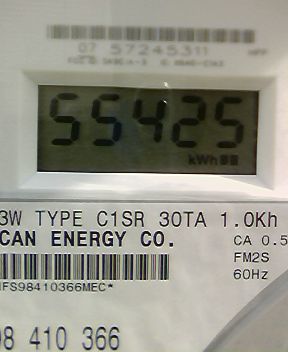 07 57245311
55425
kWh
3W TYPE C1SR 30TA 1.0Kh
CAN ENERGY CO.
CA 0.5
FM2S
60Hz
IFS98410366MEC*
98 410 366